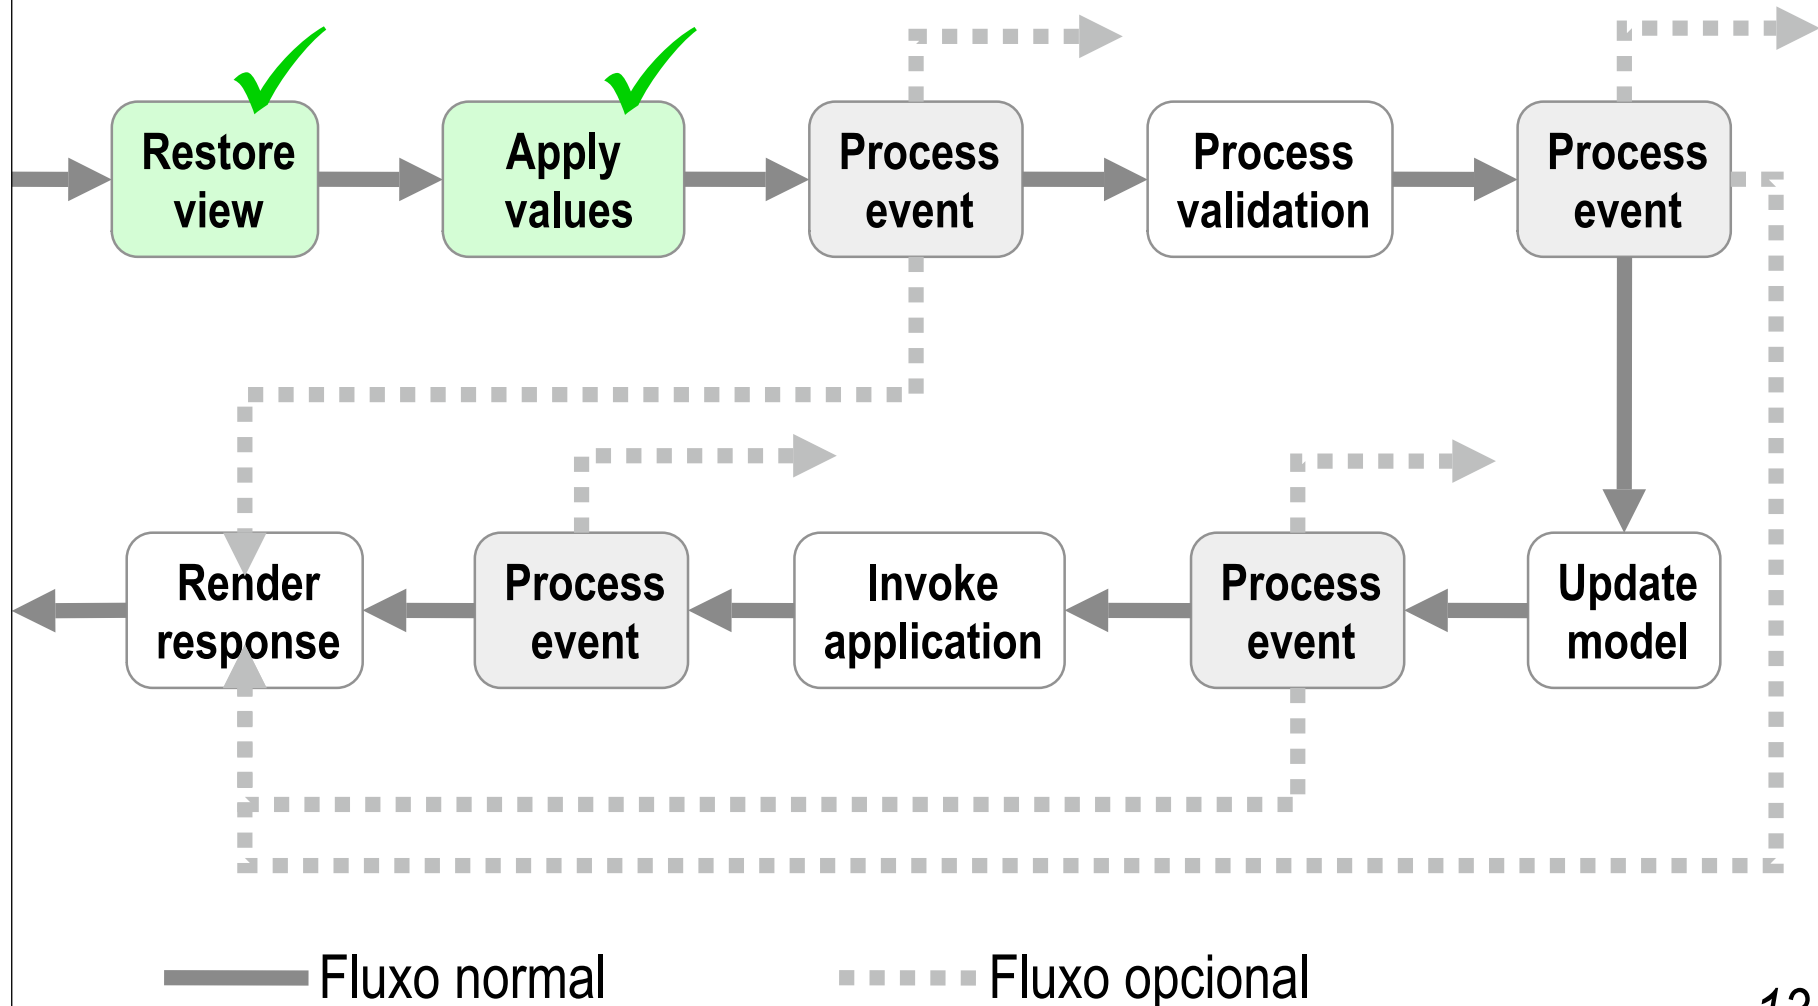 Restore
view
Apply
values
Process
event
Process
validation
Process
event
Render
response
Process
event
Invoke
application
Process
event
Update
model
Fluxo normal
Fluxo opcional